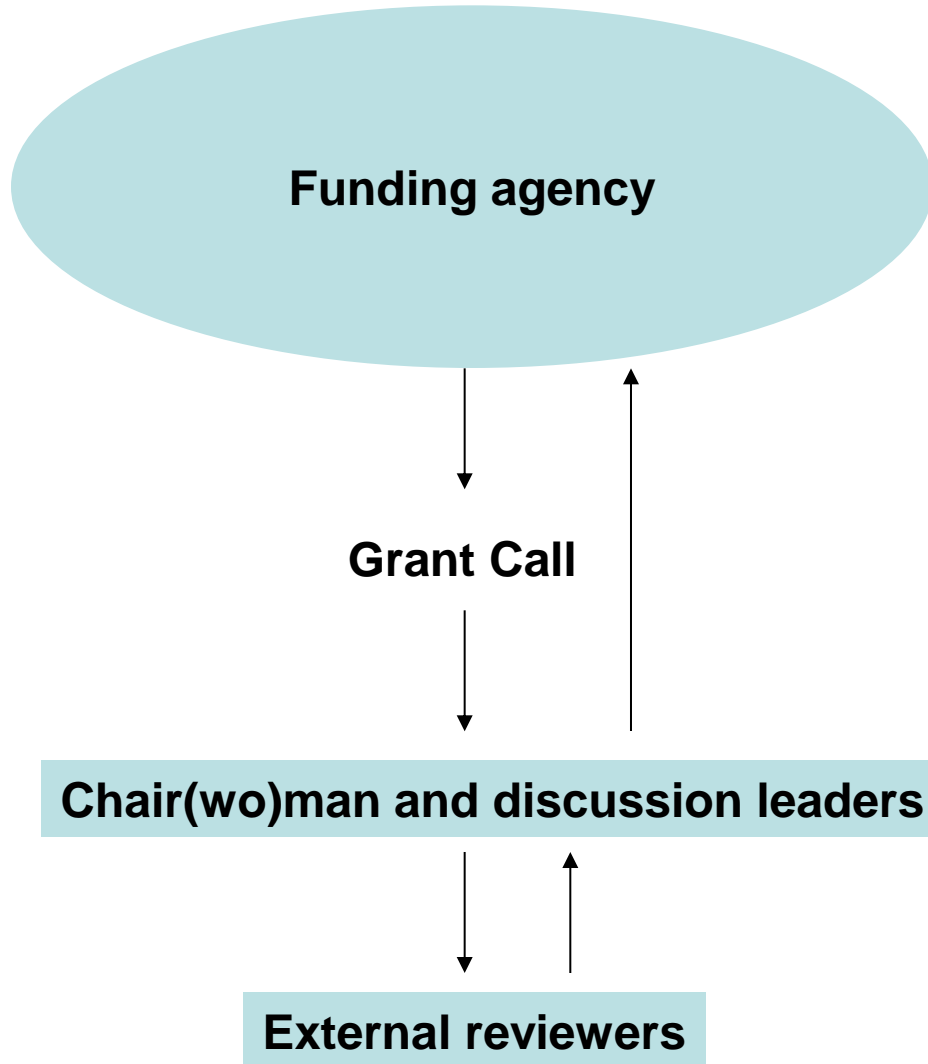 Funding agency
Grant Call
Chair(wo)man and discussion leaders
External reviewers